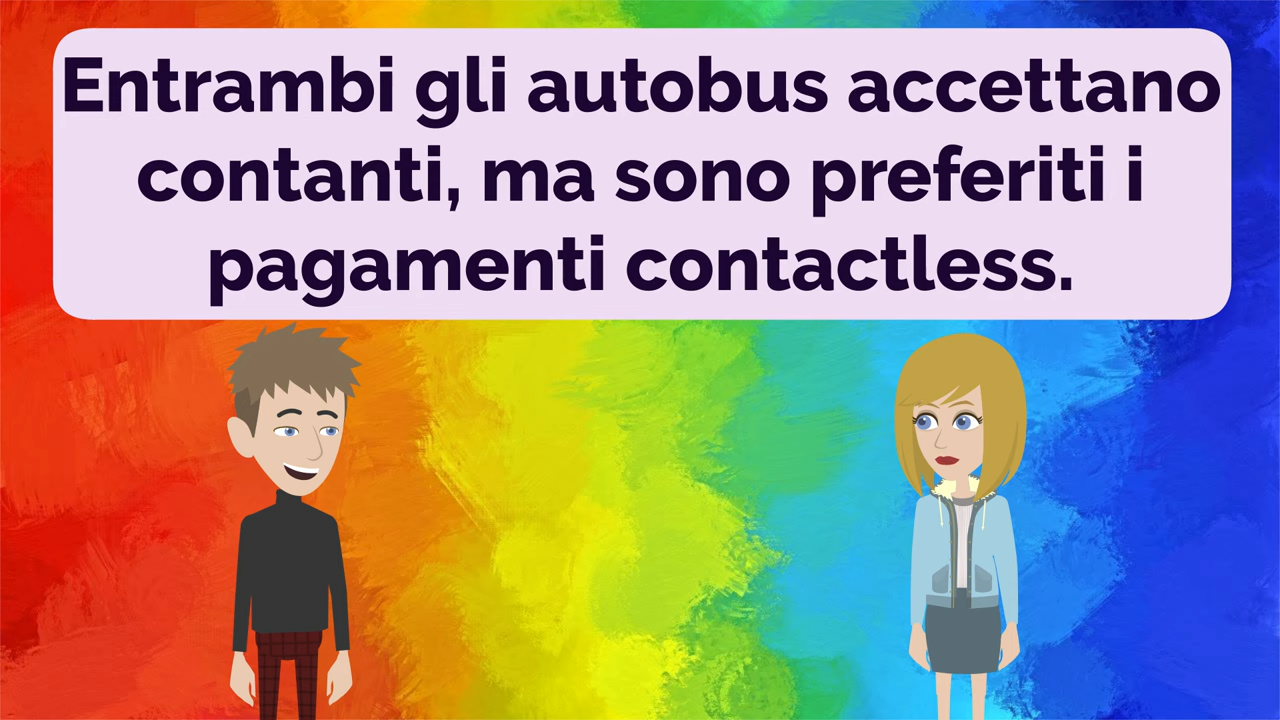 Entrambi gli autobus accettano
contanti, ma sono preferiti i
pagamenti contactless.